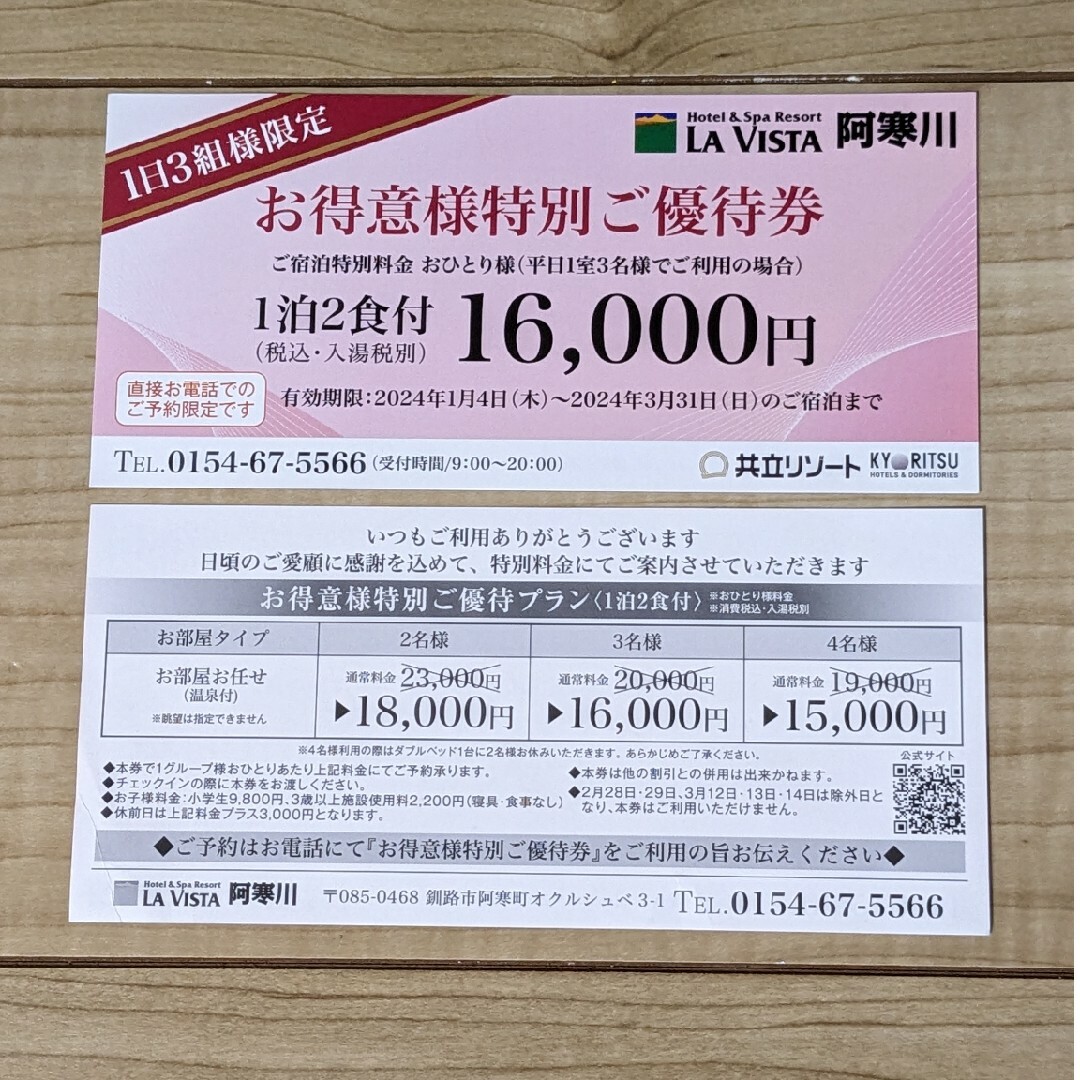 1日3組様限定
Hotel & Spa Resort
LA VISTA 阿寒川
お得意様特別ご優待券
ご宿泊特別料金 おひとり様(平日1室3名様でご利用の場合)
1泊2食付
(税込・入湯税別)
16,000円
直接お電話での
ご予約限定です
有効期限:2024年1月4日(木)〜2024年3月31日(日)のご宿泊まで
TEL.0154-67-5566(受付時間/9:00〜20:00)
共立リゾート KYORITSU
HOTELS & DORMITORIES
いつもご利用ありがとうございます
日頃のご愛顧に感謝を込めて、特別料金にてご案内させていただきます
お得意様特別ご優待プラン〈1泊2食付〉
※おひとり様料金
※消費税込・入湯税別
お部屋タイプ 2名様 3名様 4名様
お部屋お任せ
(温泉付)
※眺望は指定できません
通常料金 23,000円
▶18,000円
通常料金 20,000円
▶16,000円
通常料金 19,000円
▶15,000円
※4名様利用の際はダブルベッド1台に2名様お休みいただきます。あらかじめご了承ください。
◆本券で1グループ様おひとりあたり上記料金にてご予約承ります。
◆チェックインの際に本券をお渡しください。
◆お子様料金:小学生9,800円、3歳以上施設使用料2,200円(寝具・食事なし)
◆休前日は上記料金プラス3,000円となります。
◆本券は他の割引との併用は出来かねます。
◆2月28日・29日、3月12日・13日・14日は除外日と
なり、本券はご利用いただけません。
公式サイト
◆ご予約はお電話にて『お得意様特別ご優待券』をご利用の旨お伝えください◆
Hotel & Spa Resort
LA VISTA 阿寒川
〒085-0468 釧路市阿寒町オクルシュベ3-1 TEL.0154-67-5566